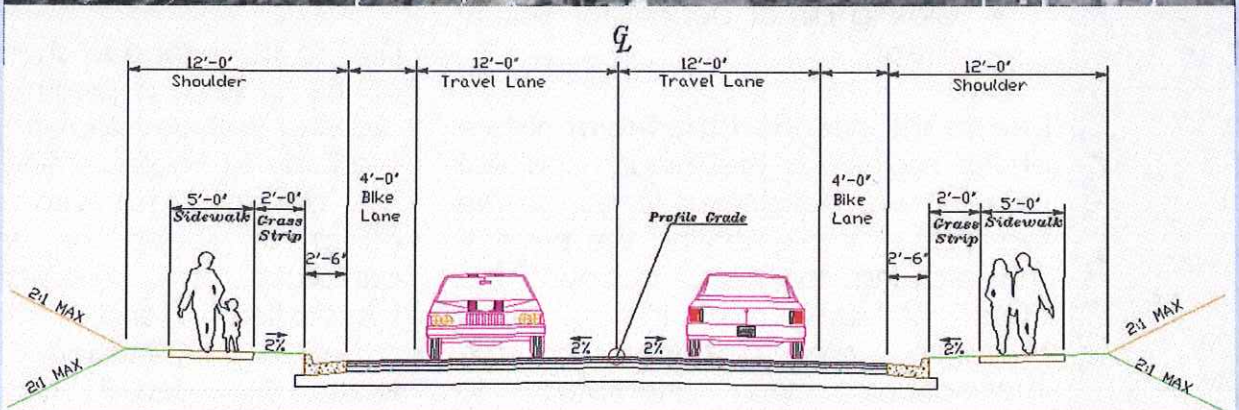 ℄
12'-0"
Shoulder
12'-0"
Travel Lane
12'-0"
Travel Lane
12'-0"
Shoulder
4'-0"
Bike
Lane
4'-0"
Bike
Lane
5'-0"
Sidewalk
2'-0"
Grass
Strip
2'-6"
Profile Grade
2'-0"
Grass
Strip
5'-0"
Sidewalk
2'-6"
2:1 MAX
2:1 MAX
2%
2%
2%
2%
2:1 MAX
2:1 MAX